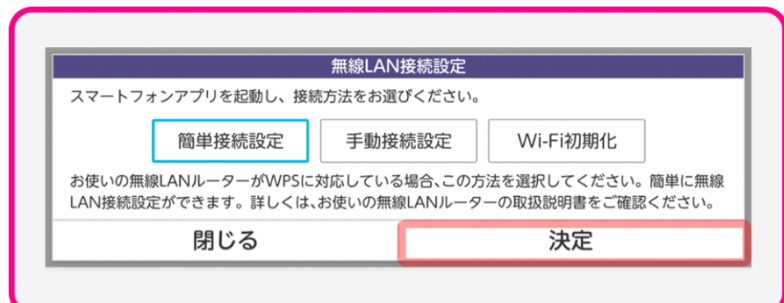 無線LAN接続設定
スマートフォンアプリを起動し、接続方法をお選びください。
簡単接続設定
手動接続設定
Wi-Fi初期化
お使いの無線LANルーターがWPSに対応している場合、この方法を選択してください。簡単に無線
LAN接続設定ができます。詳しくは、お使いの無線LANルーターの取扱説明書をご確認ください。
閉じる
決定